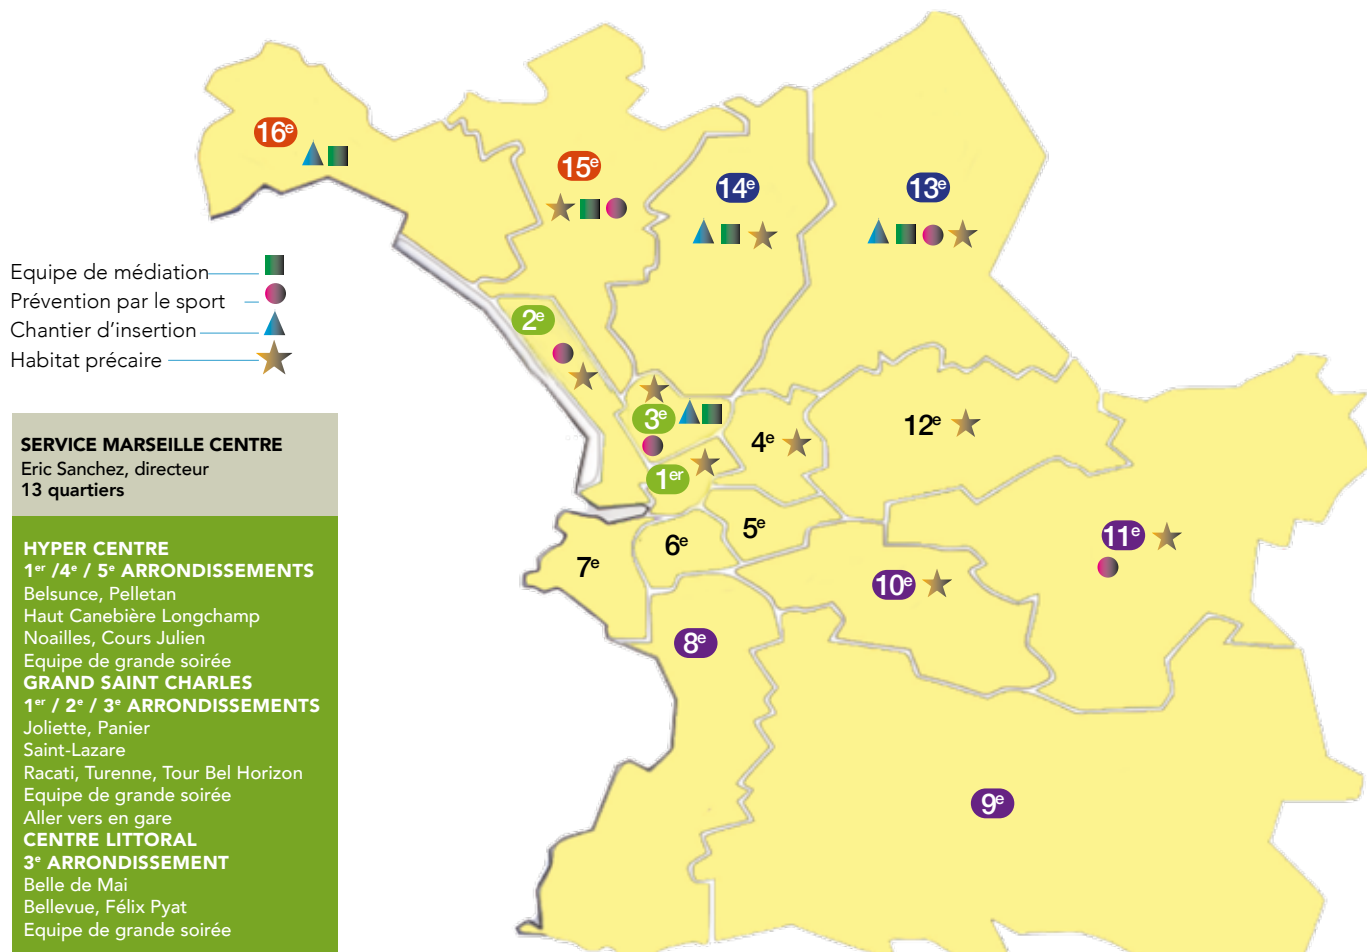 16e
15e
14e
13e
Equipe de médiation
Prévention par le sport
Chantier d'insertion
Habitat précaire
2e
3e
4e
12e
1er
5e
6e
7e
11e
10e
8e
9e
SERVICE MARSEILLE CENTRE
Eric Sanchez, directeur
13 quartiers
HYPER CENTRE
1er /4e / 5e ARRONDISSEMENTS
Belsunce, Pelletan
Haut Canebière Longchamp
Noailles, Cours Julien
Equipe de grande soirée
GRAND SAINT CHARLES
1er / 2e / 3e ARRONDISSEMENTS
Joliette, Panier
Saint-Lazare
Racati, Turenne, Tour Bel Horizon
Equipe de grande soirée
Aller vers en gare
CENTRE LITTORAL
3e ARRONDISSEMENT
Belle de Mai
Bellevue, Félix Pyat
Equipe de grande soirée